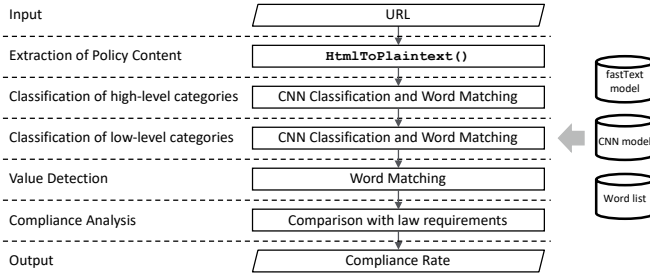 Input
URL
Extraction of Policy Content
HtmlToPlaintext()
fastText
model
Classification of high-level categories
CNN Classification and Word Matching
Classification of low-level categories
CNN Classification and Word Matching
CNN model
Value Detection
Word Matching
Word list
Compliance Analysis
Comparison with law requirements
Output
Compliance Rate